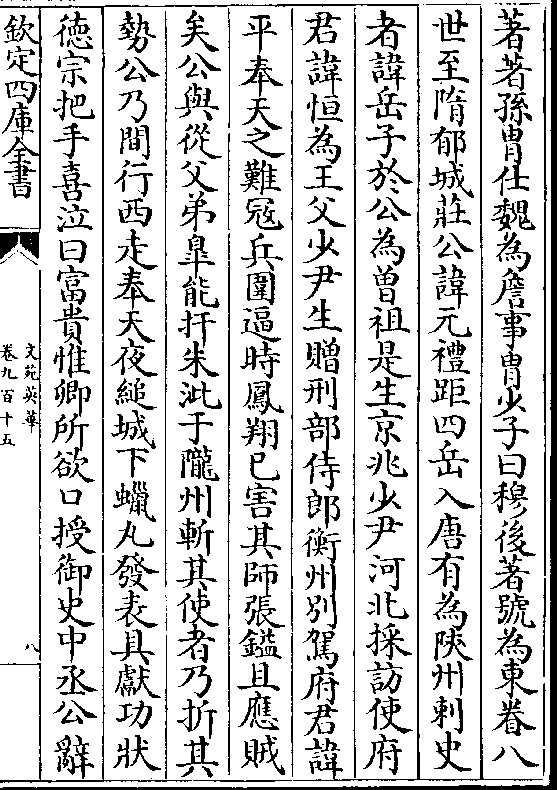 著著孫胄仕魏為詹事胄少子曰穆後著號為東眷八
世至隋郁城莊公諱元禮距四岳入唐有為陝州刺史
者諱岳子於公為曾祖是生京兆少尹河北採訪使府
君諱恒為王父少尹生贈刑部侍郎衡州別駕府君諱
平奉天之難冦兵圍逼時鳳翔已害其師張鎰且應賊
矣公與從父弟臯能扞朱泚于隴州斬其使者乃折其
勢公乃間行西走奉天夜縋城下蠟丸發表具獻功狀
徳宗把手喜泣曰富貴惟卿所欲口授御史中丞公辭
欽定四庫全書
文苑英華
卷九百十五
八